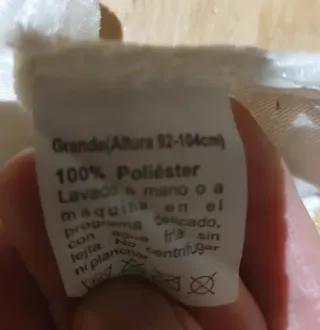 Grande(Altura 92-104cm)
100% Poliéster
Lavado a mano o a
máquina en el
programa delicado,
con agua fría sin
lejía. No centrifugar
ni planchar.